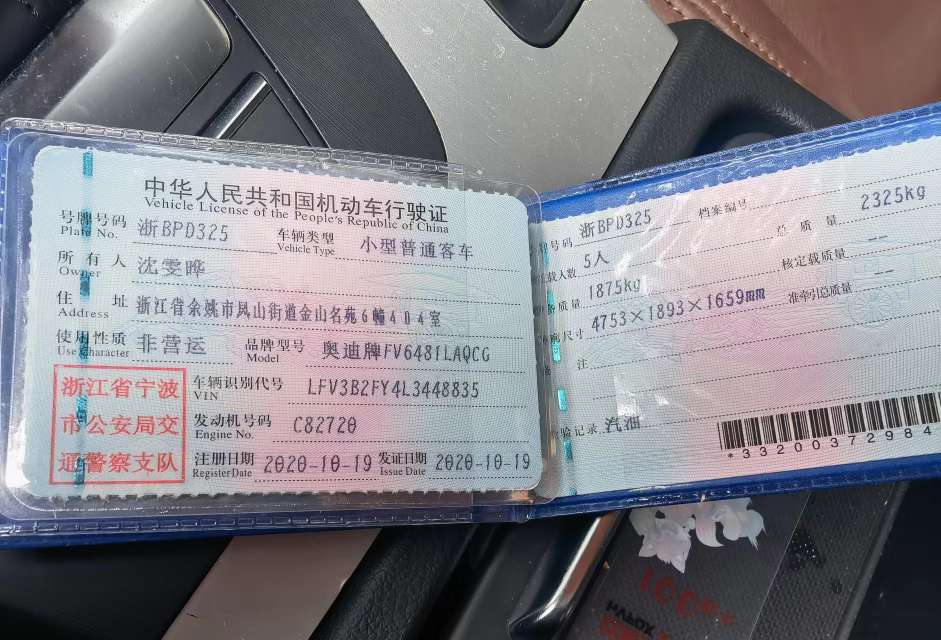 中华人民共和国机动车行驶证
Vehicle License of the People's Republic of China
号牌号码 浙BPD325 车辆类型 小型普通客车
Plate No. Vehicle Type
所有人 沈雯晔
Owner
住址 浙江省余姚市凤山街道金山名苑6幢404室
Address
使用性质 非营运 品牌型号 奥迪牌FV6481LAQCG
Use Character Model
浙江省宁波
市公安局交
通警察支队
车辆识别代号 LFV3B2FY4L3448835
VIN
发动机号码 C82720
Engine No.
注册日期 2020-10-19 发证日期 2020-10-19
Register Date Issue Date
号码 浙BPD325 档案编号
载人数 5人 总质量 2325kg
质量 1875kg 核定载质量 --
尺寸 4753×1893×1659mm 准牵引总质量 --
注
验记录 汽油
*33200372984
100%